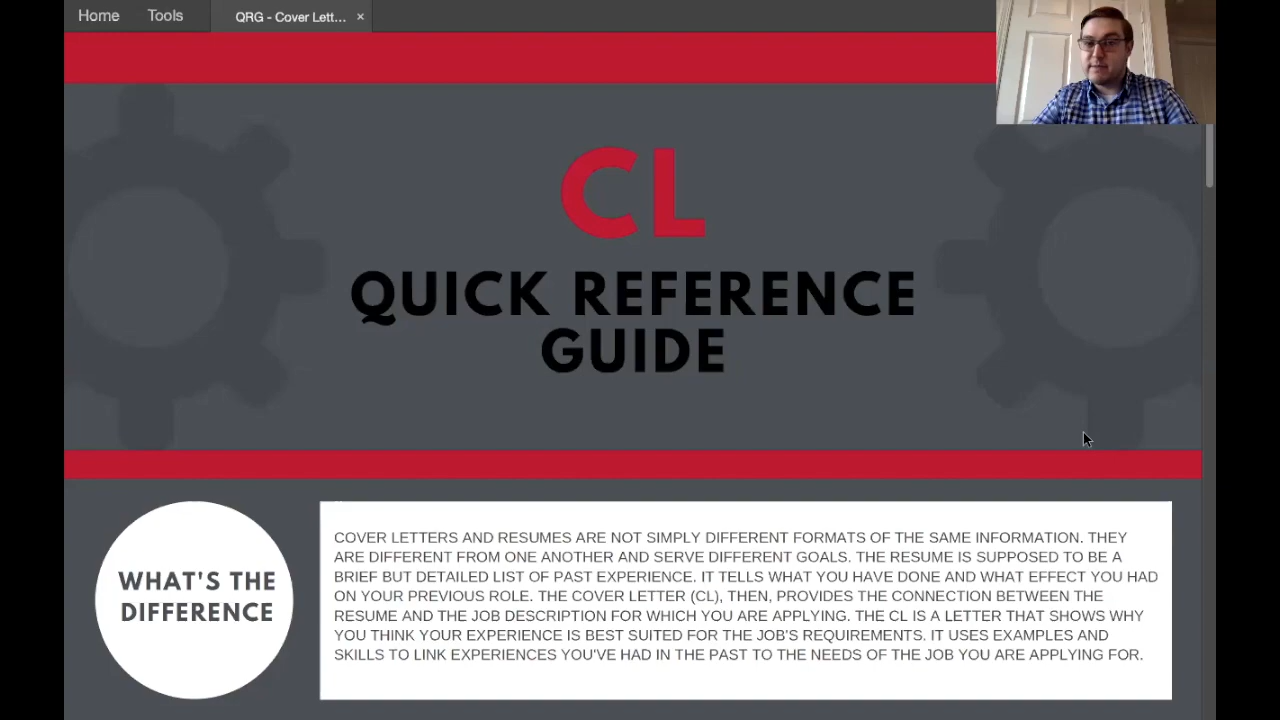 Home Tools QRG - Cover Lett... ×
CL
QUICK REFERENCE
GUIDE
WHAT'S THE
DIFFERENCE
COVER LETTERS AND RESUMES ARE NOT SIMPLY DIFFERENT FORMATS OF THE SAME INFORMATION. THEY
ARE DIFFERENT FROM ONE ANOTHER AND SERVE DIFFERENT GOALS. THE RESUME IS SUPPOSED TO BE A
BRIEF BUT DETAILED LIST OF PAST EXPERIENCE. IT TELLS WHAT YOU HAVE DONE AND WHAT EFFECT YOU HAD
ON YOUR PREVIOUS ROLE. THE COVER LETTER (CL), THEN, PROVIDES THE CONNECTION BETWEEN THE
RESUME AND THE JOB DESCRIPTION FOR WHICH YOU ARE APPLYING. THE CL IS A LETTER THAT SHOWS WHY
YOU THINK YOUR EXPERIENCE IS BEST SUITED FOR THE JOB'S REQUIREMENTS. IT USES EXAMPLES AND
SKILLS TO LINK EXPERIENCES YOU'VE HAD IN THE PAST TO THE NEEDS OF THE JOB YOU ARE APPLYING FOR.